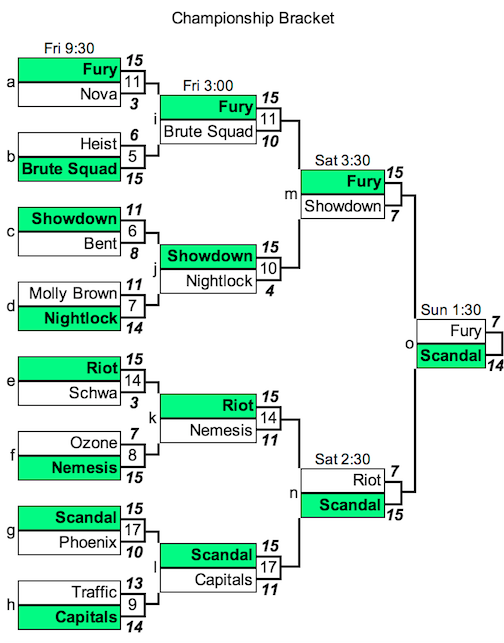 Championship Bracket
Fri 9:30
a
Fury 15
11
Nova 3
Fri 3:00
i
Fury 15
11
Brute Squad 10
b
Heist 6
5
Brute Squad 15
Sat 3:30
m
Fury 15
Showdown 7
c
Showdown 11
6
Bent 8
j
Showdown 15
10
Nightlock 4
d
Molly Brown 11
7
Nightlock 14
Sun 1:30
o
Fury 7
Scandal 14
e
Riot 15
14
Schwa 3
k
Riot 15
14
Nemesis 11
f
Ozone 7
8
Nemesis 15
Sat 2:30
n
Riot 7
Scandal 15
g
Scandal 15
17
Phoenix 10
l
Scandal 15
17
Capitals 11
h
Traffic 13
9
Capitals 14